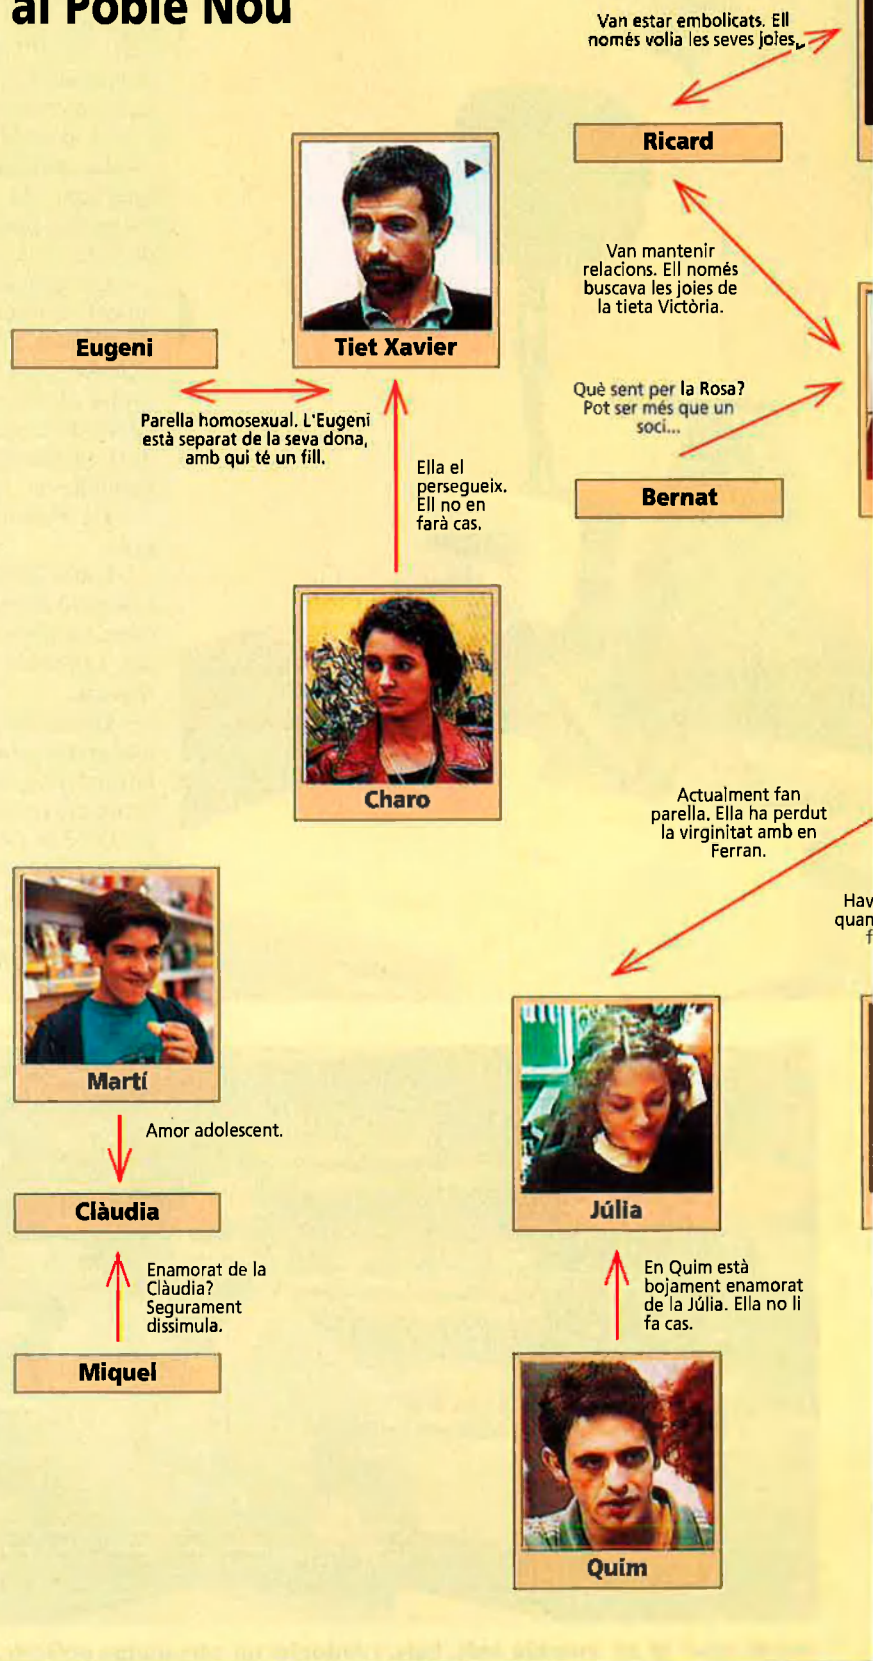 al Poble Nou
Van estar embolicats. Ell
només volia les seves joies.
Ricard
Van mantenir
relacions. Ell només
buscava les joies de
la tieta Victòria.
Tiet Xavier
Eugeni
Parella homosexual. L'Eugeni
està separat de la seva dona,
amb qui té un fill.
Què sent per la Rosa?
Pot ser més que un
soci...
Bernat
Ella el
persegueix.
Ell no en
farà cas.
Charo
Actualment fan
parella. Ella ha perdut
la virginitat amb en
Ferran.
Hav
quan
f
Martí
Amor adolescent.
Clàudia
Enamorat de la
Clàudia?
Segurament
dissimula.
Miquel
Júlia
En Quim està
bojament enamorat
de la Júlia. Ella no li
fa cas.
Quim